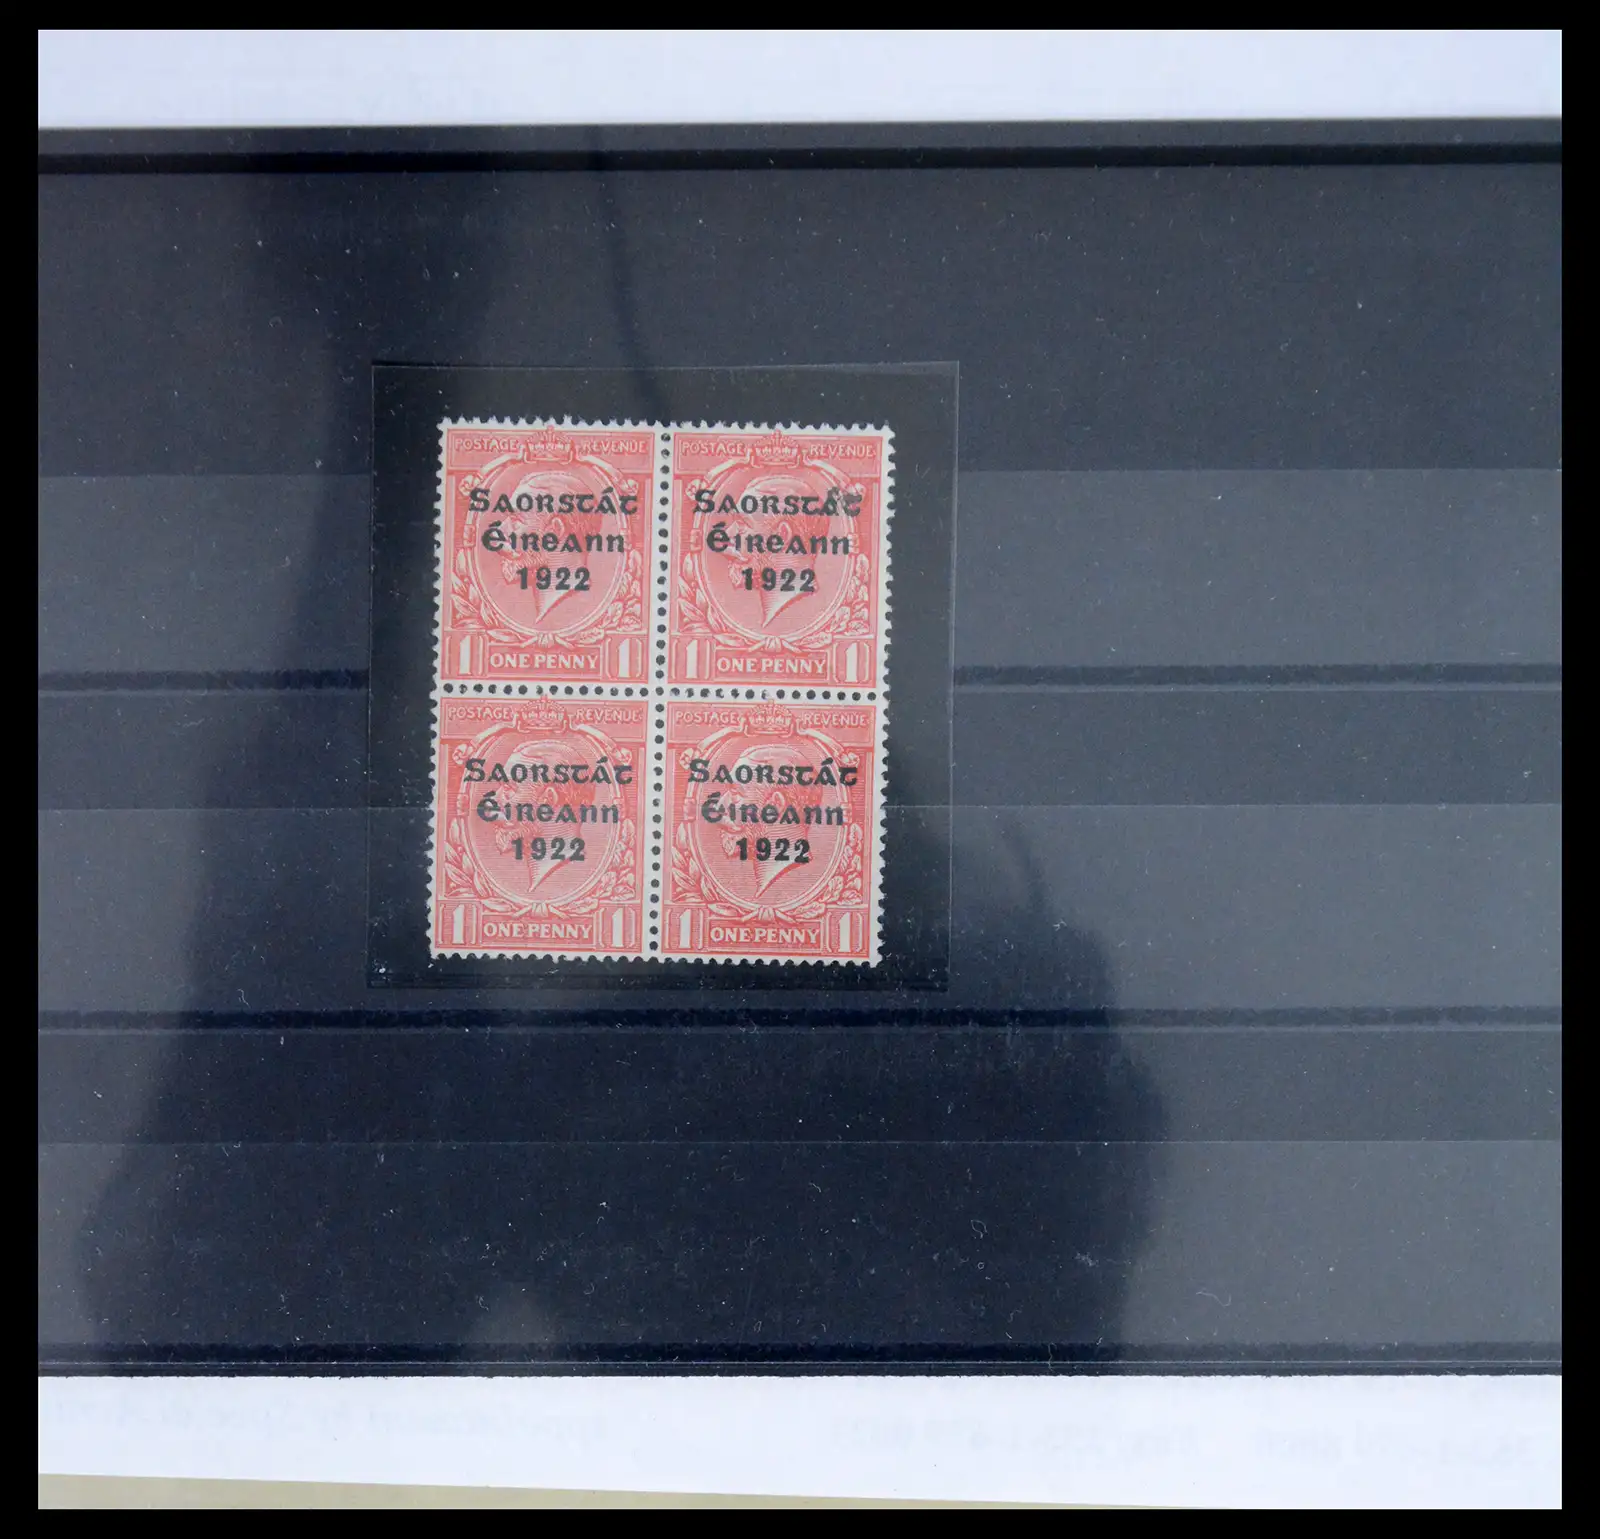 POSTAGE REVENUE
SAORSTÁT
ÉIREANN
1922
1 ONE PENNY 1
POSTAGE REVENUE
SAORSTÁT
ÉIREANN
1922
1 ONE PENNY 1
POSTAGE REVENUE
SAORSTÁT
ÉIREANN
1922
1 ONE PENNY 1
POSTAGE REVENUE
SAORSTÁT
ÉIREANN
1922
1 ONE PENNY 1